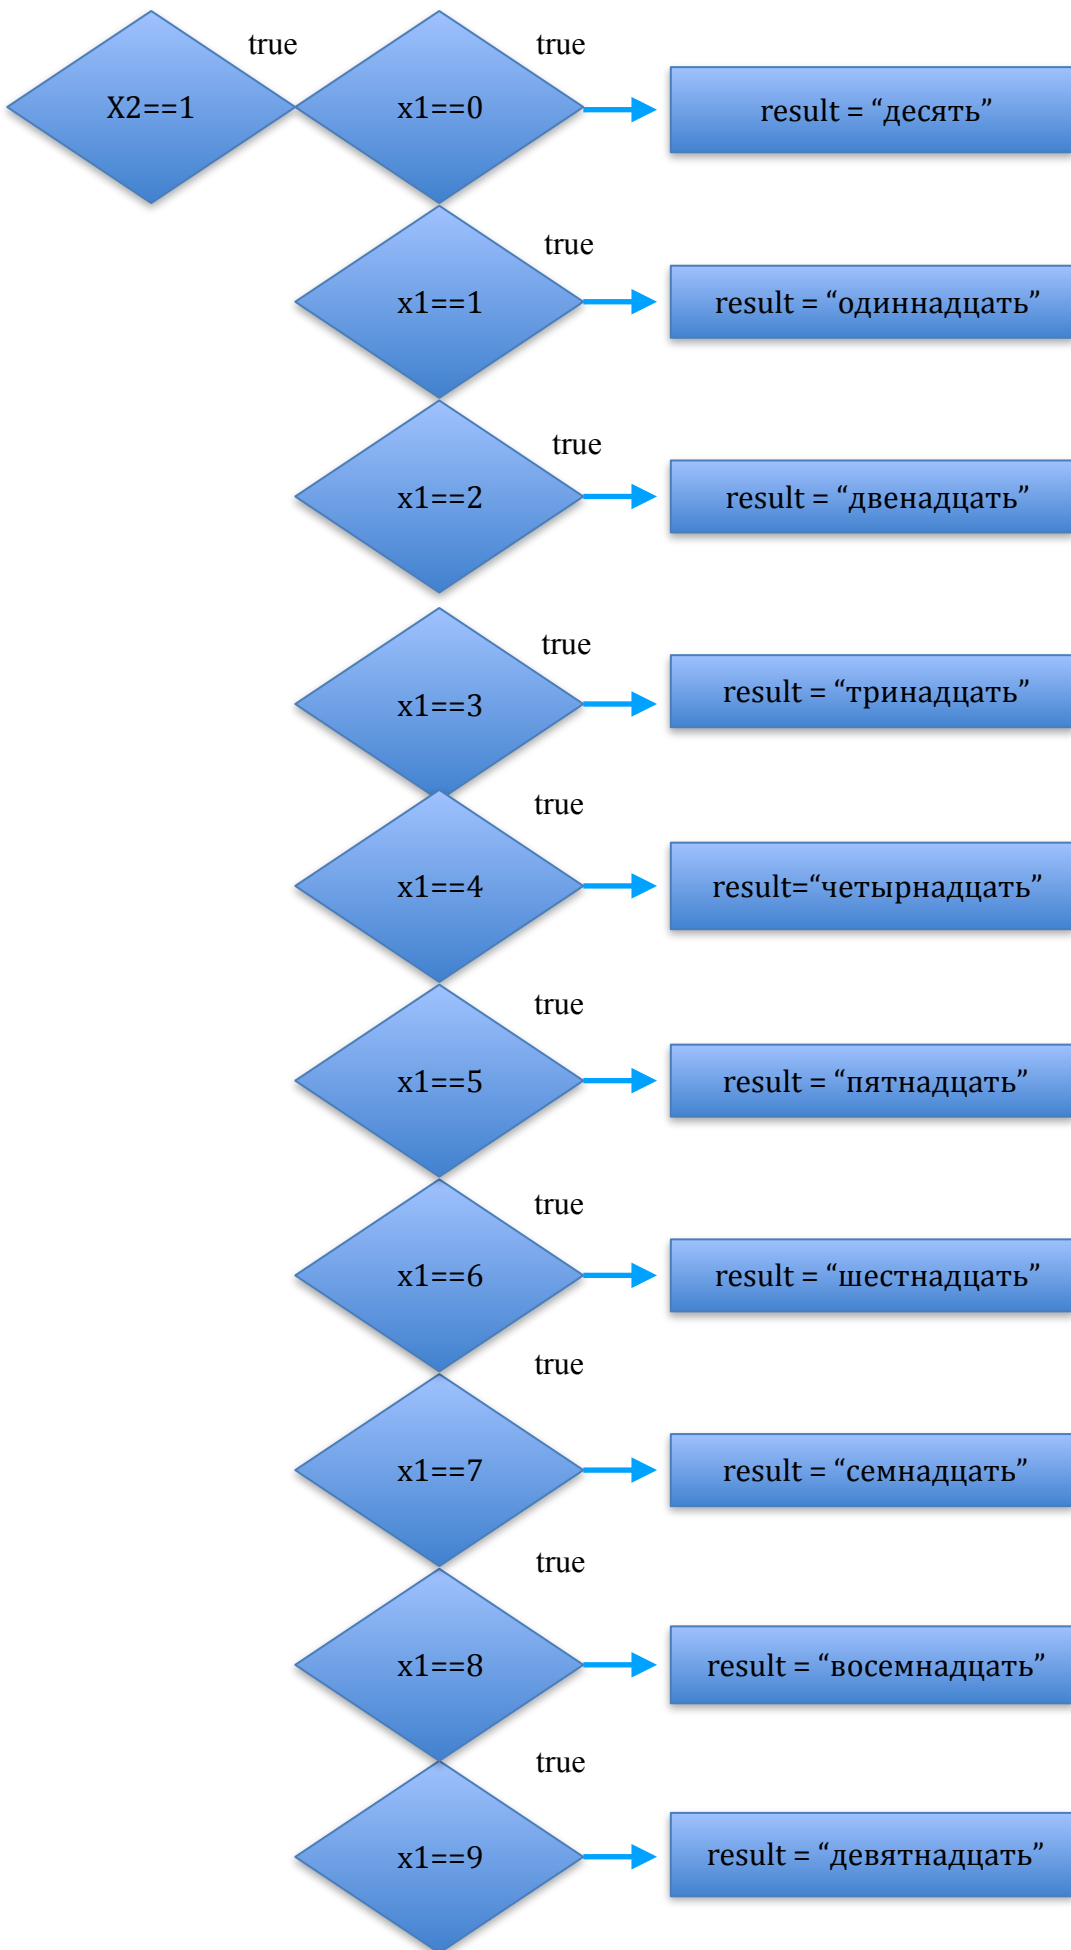 true
true
X2==1
x1==0
result = “десять”
true
x1==1
result = “одиннадцать”
true
x1==2
result = “двенадцать”
true
x1==3
result = “тринадцать”
true
x1==4
result=“четырнадцать”
true
x1==5
result = “пятнадцать”
true
x1==6
result = “шестнадцать”
true
x1==7
result = “семнадцать”
true
x1==8
result = “восемнадцать”
true
x1==9
result = “девятнадцать”